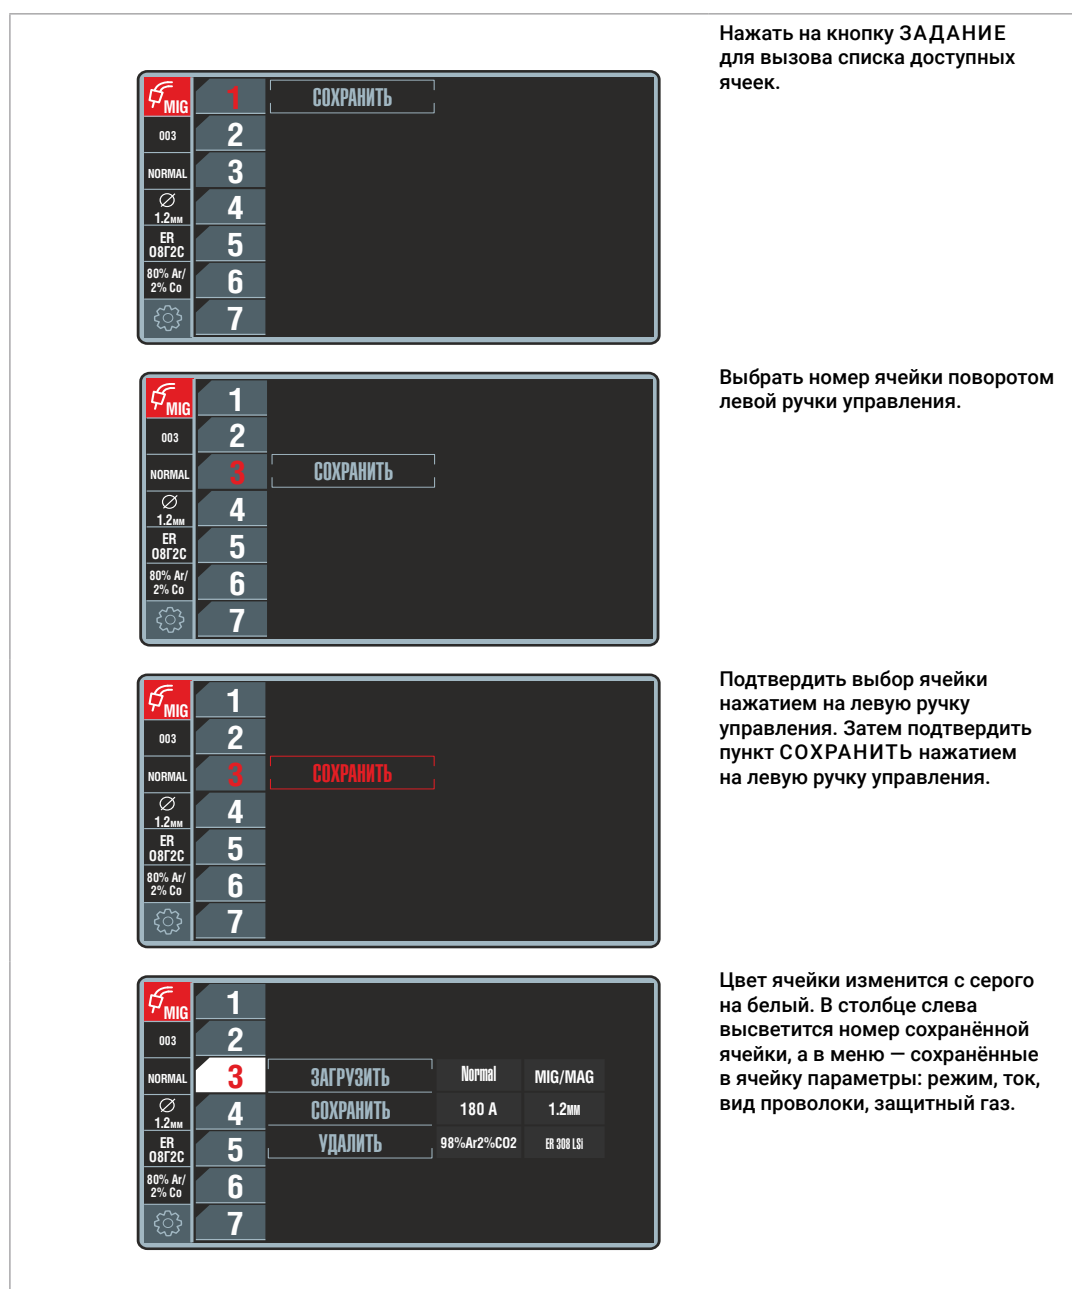 Нажать на кнопку ЗАДАНИЕ
для вызова списка доступных
ячеек.
MIG
003
NORMAL
Ø
1.2мм
ER
08Г2С
80% Ar/
2% Co
1
2
3
4
5
6
7
СОХРАНИТЬ
Выбрать номер ячейки поворотом
левой ручки управления.
MIG
003
NORMAL
Ø
1.2мм
ER
08Г2С
80% Ar/
2% Co
1
2
3
4
5
6
7
СОХРАНИТЬ
Подтвердить выбор ячейки
нажатием на левую ручку
управления. Затем подтвердить
пункт СОХРАНИТЬ нажатием
на левую ручку управления.
MIG
003
NORMAL
Ø
1.2мм
ER
08Г2С
80% Ar/
2% Co
1
2
3
4
5
6
7
СОХРАНИТЬ
Цвет ячейки изменится с серого
на белый. В столбце слева
высветится номер сохранённой
ячейки, а в меню — сохранённые
в ячейку параметры: режим, ток,
вид проволоки, защитный газ.
MIG
003
NORMAL
Ø
1.2мм
ER
08Г2С
80% Ar/
2% Co
1
2
3
4
5
6
7
ЗАГРУЗИТЬ Normal MIG/MAG
СОХРАНИТЬ 180 A 1.2мм
УДАЛИТЬ 98%Ar2%CO2 ER 308 LSi